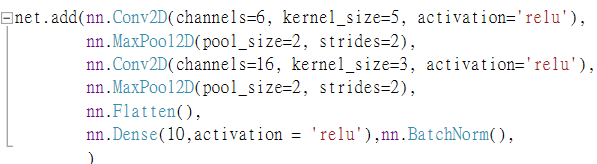 net.add(nn.Conv2D(channels=6, kernel_size=5, activation='relu'),
nn.MaxPool2D(pool_size=2, strides=2),
nn.Conv2D(channels=16, kernel_size=3, activation='relu'),
nn.MaxPool2D(pool_size=2, strides=2),
nn.Flatten(),
nn.Dense(10,activation = 'relu'),nn.BatchNorm(),
)